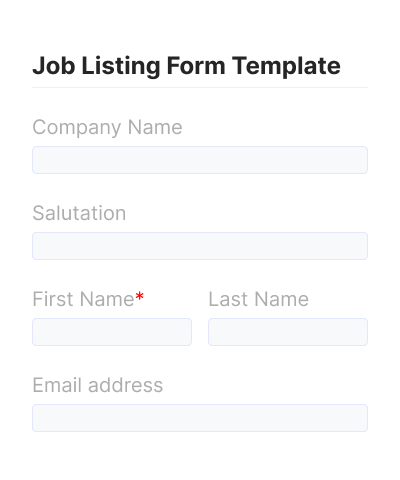 Job Listing Form Template
Company Name
Salutation
First Name* Last Name
Email address